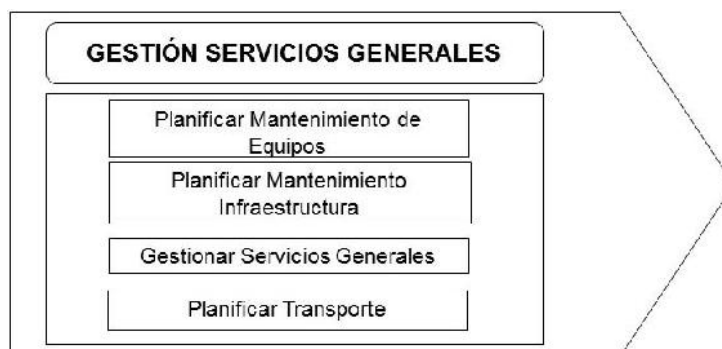 GESTIÓN SERVICIOS GENERALES
Planificar Mantenimiento de
Equipos
Planificar Mantenimiento
Infraestructura
Gestionar Servicios Generales
Planificar Transporte